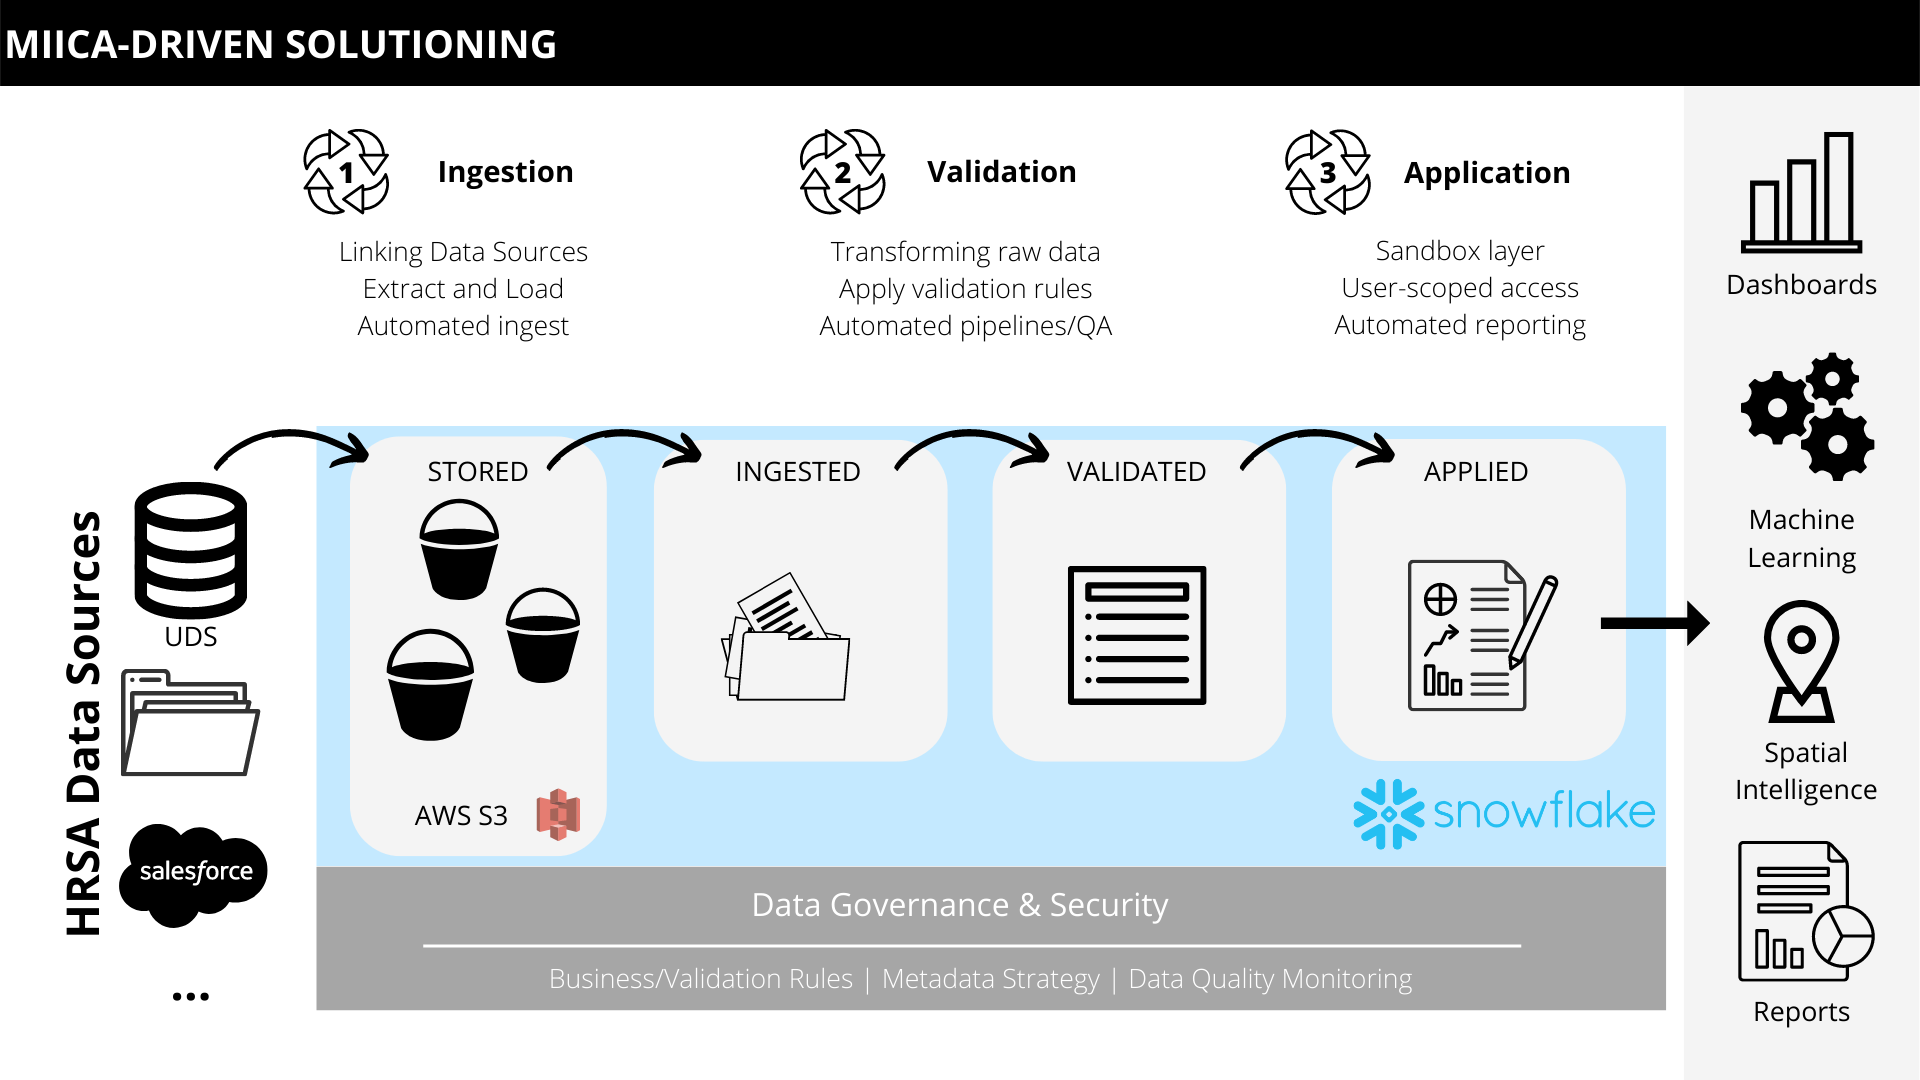 MIICA-DRIVEN SOLUTIONING
1
Ingestion
Linking Data Sources
Extract and Load
Automated ingest
2
Validation
Transforming raw data
Apply validation rules
Automated pipelines/QA
3
Application
Sandbox layer
User-scoped access
Automated reporting
HRSA Data Sources
UDS
salesforce
...
STORED
AWS S3
INGESTED
VALIDATED
APPLIED
snowflake
Data Governance & Security
Business/Validation Rules | Metadata Strategy | Data Quality Monitoring
Dashboards
Machine
Learning
Spatial
Intelligence
Reports